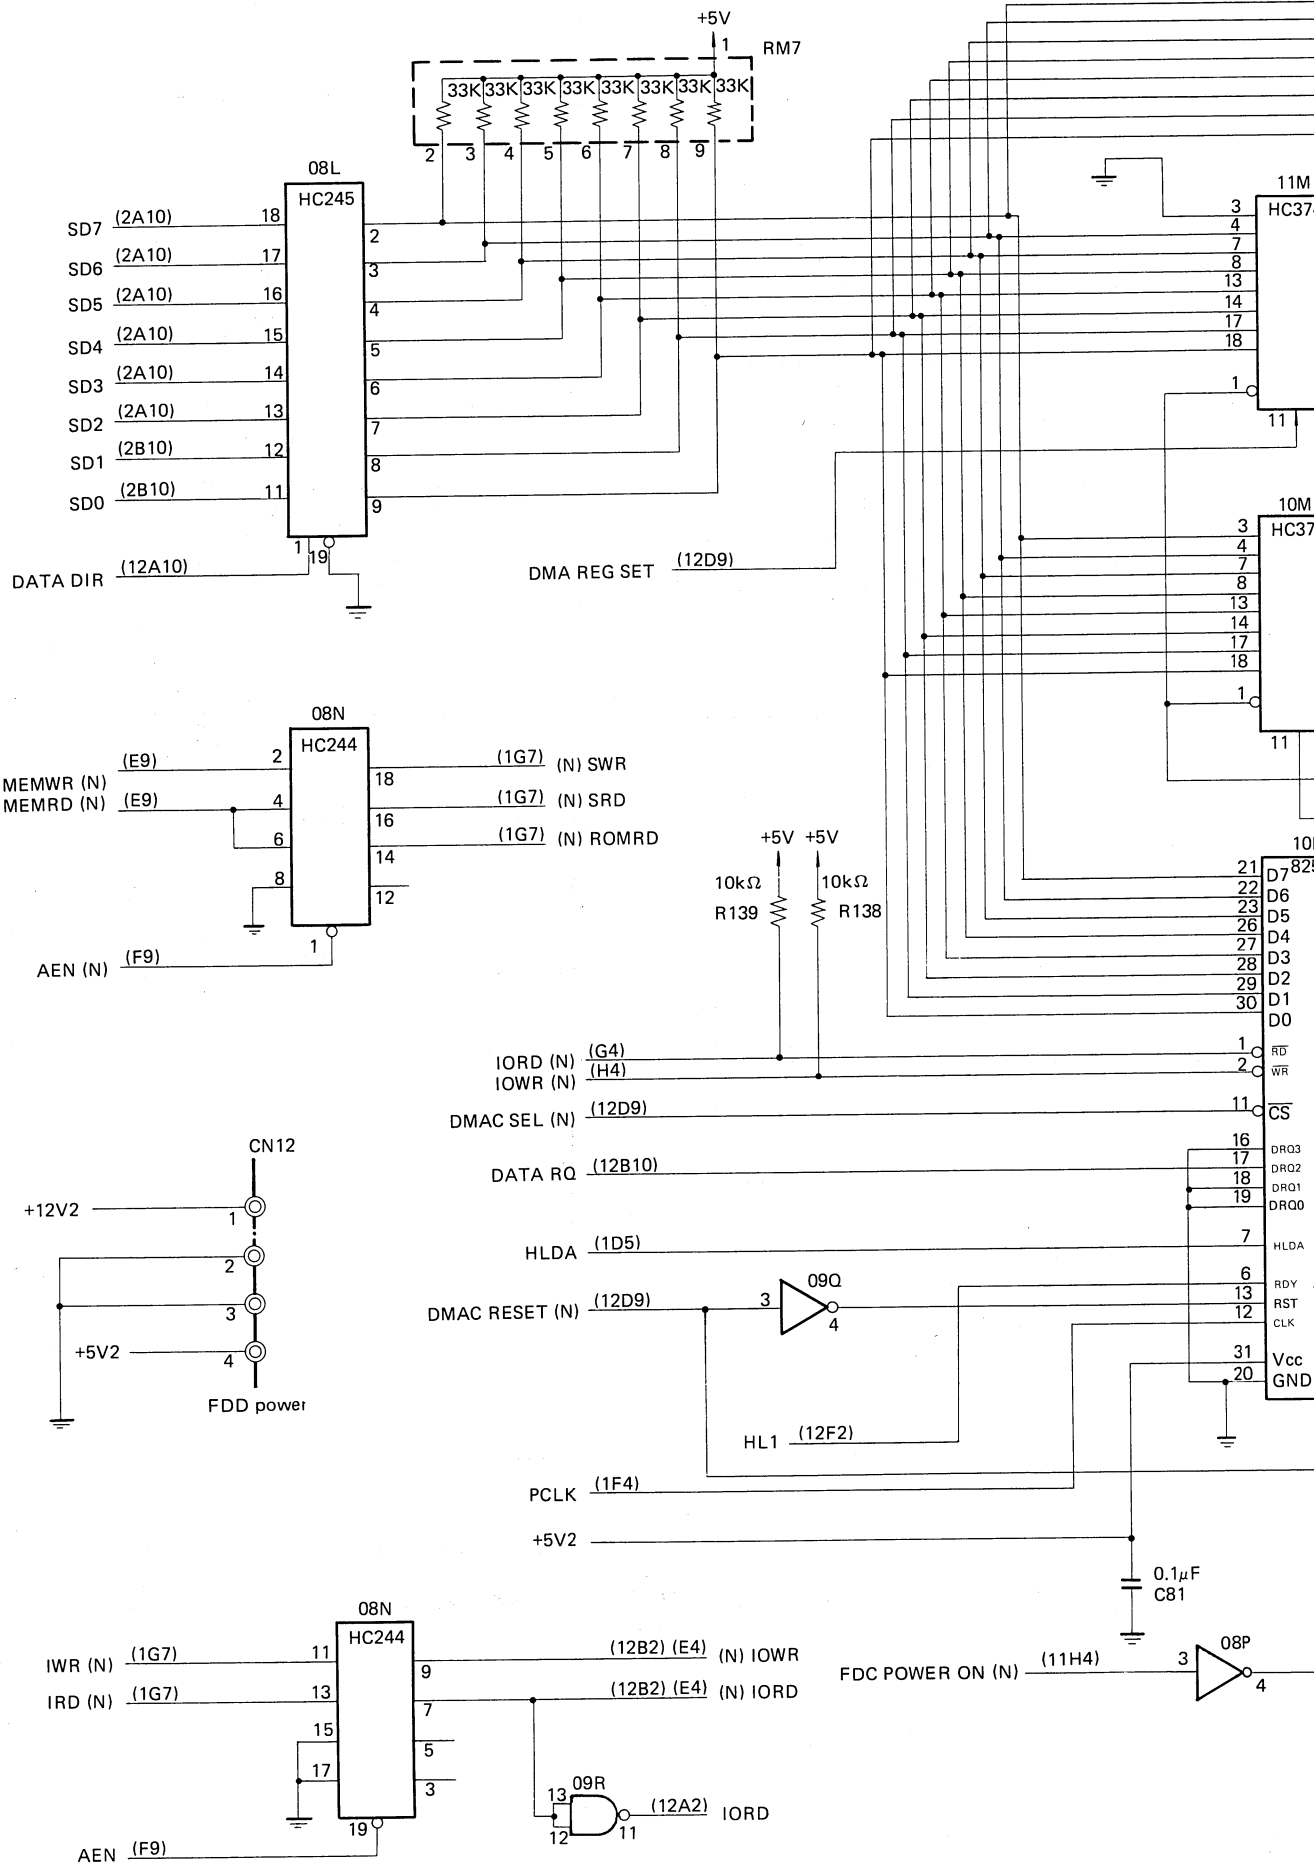 +5V
1
RM7
33K 33K 33K 33K 33K 33K 33K 33K
2 3 4 5 6 7 8 9
08L
HC245
SD7 (2A10) 18 2
SD6 (2A10) 17 3
SD5 (2A10) 16 4
SD4 (2A10) 15 5
SD3 (2A10) 14 6
SD2 (2A10) 13 7
SD1 (2B10) 12 8
SD0 (2B10) 11 9
1 19
DATA DIR (12A10)
DMA REG SET (12D9)
11M
HC37
3
4
7
8
13
14
17
18
1
11
10M
HC37
3
4
7
8
13
14
17
18
1
11
08N
HC244
MEMWR (N) (E9) 2 18 (1G7) (N) SWR
MEMRD (N) (E9) 4 16 (1G7) (N) SRD
6 14 (1G7) (N) ROMRD
8 12
1
AEN (N) (F9)
+5V +5V
10kΩ 10kΩ
R139 R138
10
825
21 D7
22 D6
23 D5
26 D4
27 D3
28 D2
29 D1
30 D0
IORD (N) (G4) 1 RD
IOWR (N) (H4) 2 WR
DMAC SEL (N) (12D9) 11 CS
16 DRQ3
DATA RQ (12B10) 17 DRQ2
18 DRQ1
19 DRQ0
HLDA (1D5) 7 HLDA
6 RDY
DMAC RESET (N) (12D9) 3 09Q 4 13 RST
12 CLK
31 Vcc
20 GND
HL1 (12F2)
PCLK (1F4)
+5V2
0.1μF
C81
CN12
+12V2 1
2
3
+5V2 4
FDD power
08N
HC244
IWR (N) (1G7) 11 9 (12B2) (E4) (N) IOWR
IRD (N) (1G7) 13 7 (12B2) (E4) (N) IORD
15 5
17 3
19
AEN (F9)
09R
13
12 11 (12A2) IORD
FDC POWER ON (N) (11H4) 3 08P 4